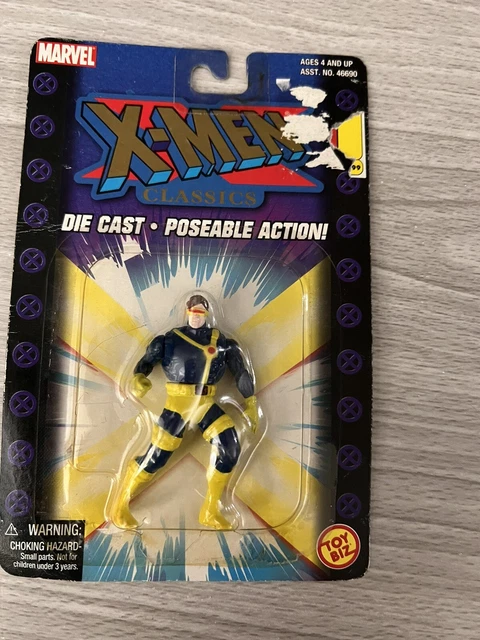 MARVEL
AGES 4 AND UP
ASST. NO. 46690
X-MEN
99
CLASSICS
DIE CAST • POSEABLE ACTION!
⚠ WARNING:
CHOKING HAZARD-
Small parts. Not for
children under 3 years.
TOY
BIZ